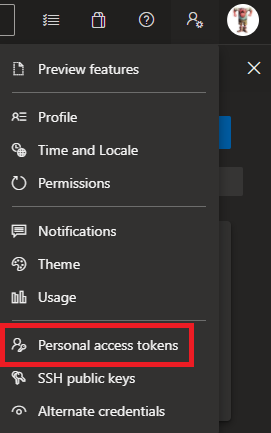 Preview features
Profile
Time and Locale
Permissions
Notifications
Theme
Usage
Personal access tokens
SSH public keys
Alternate credentials